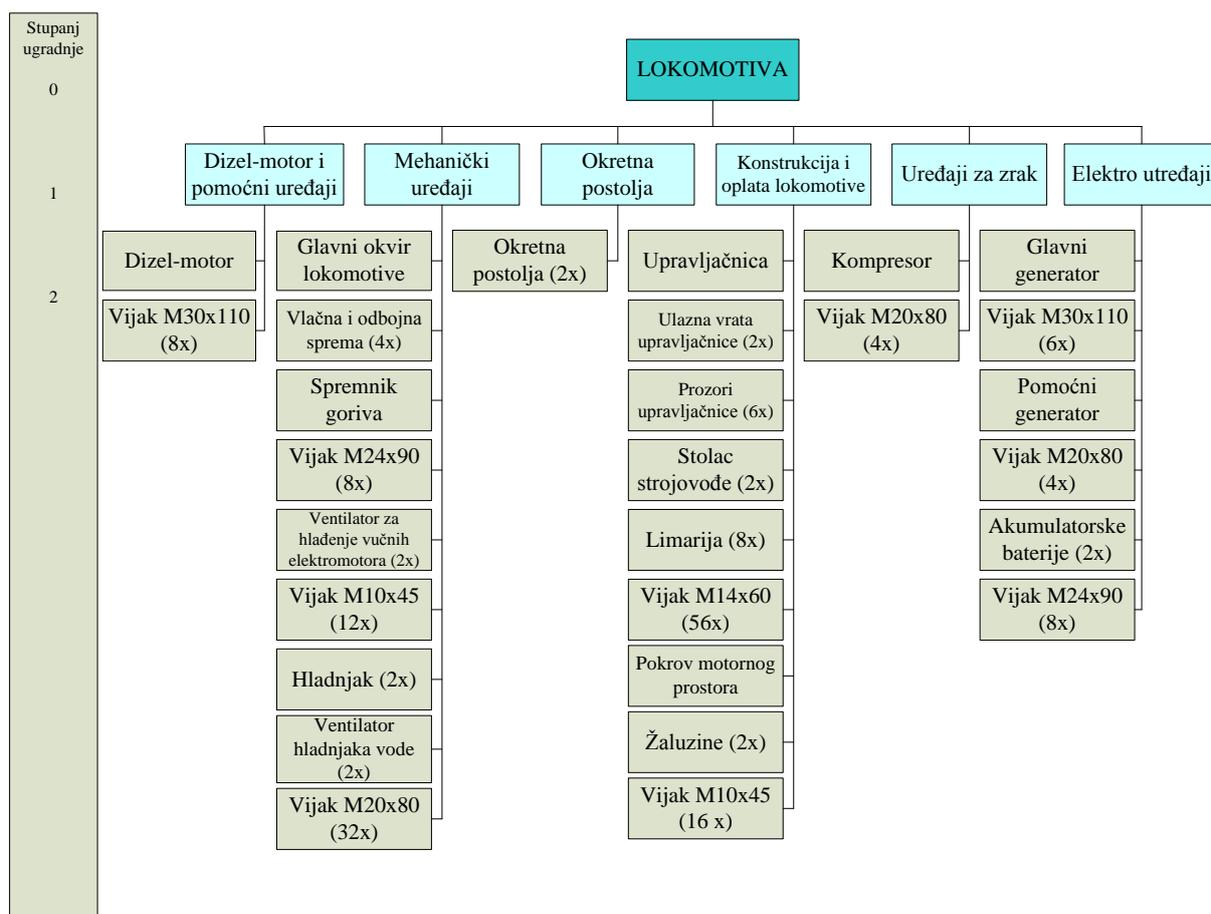 Stupanj
ugradnje
0
1
2
LOKOMOTIVA
Dizel-motor i
pomoćni uređaji
Mehanički
uređaji
Okretna
postolja
Konstrukcija i
oplata lokomotive
Uređaji za zrak
Elektro utređaji
Dizel-motor
Vijak M30x110
(8x)
Glavni okvir
lokomotive
Vlačna i odbojna
sprema (4x)
Spremnik
goriva
Vijak M24x90
(8x)
Ventilator za
hlađenje vučnih
elektromotora (2x)
Vijak M10x45
(12x)
Hladnjak (2x)
Ventilator
hladnjaka vode
(2x)
Vijak M20x80
(32x)
Okretna
postolja (2x)
Upravljačnica
Ulazna vrata
upravljačnice (2x)
Prozori
upravljačnice (6x)
Stolac
strojovođe (2x)
Limarija (8x)
Vijak M14x60
(56x)
Pokrov motornog
prostora
Žaluzine (2x)
Vijak M10x45
(16 x)
Kompresor
Vijak M20x80
(4x)
Glavni
generator
Vijak M30x110
(6x)
Pomoćni
generator
Vijak M20x80
(4x)
Akumulatorske
baterije (2x)
Vijak M24x90
(8x)